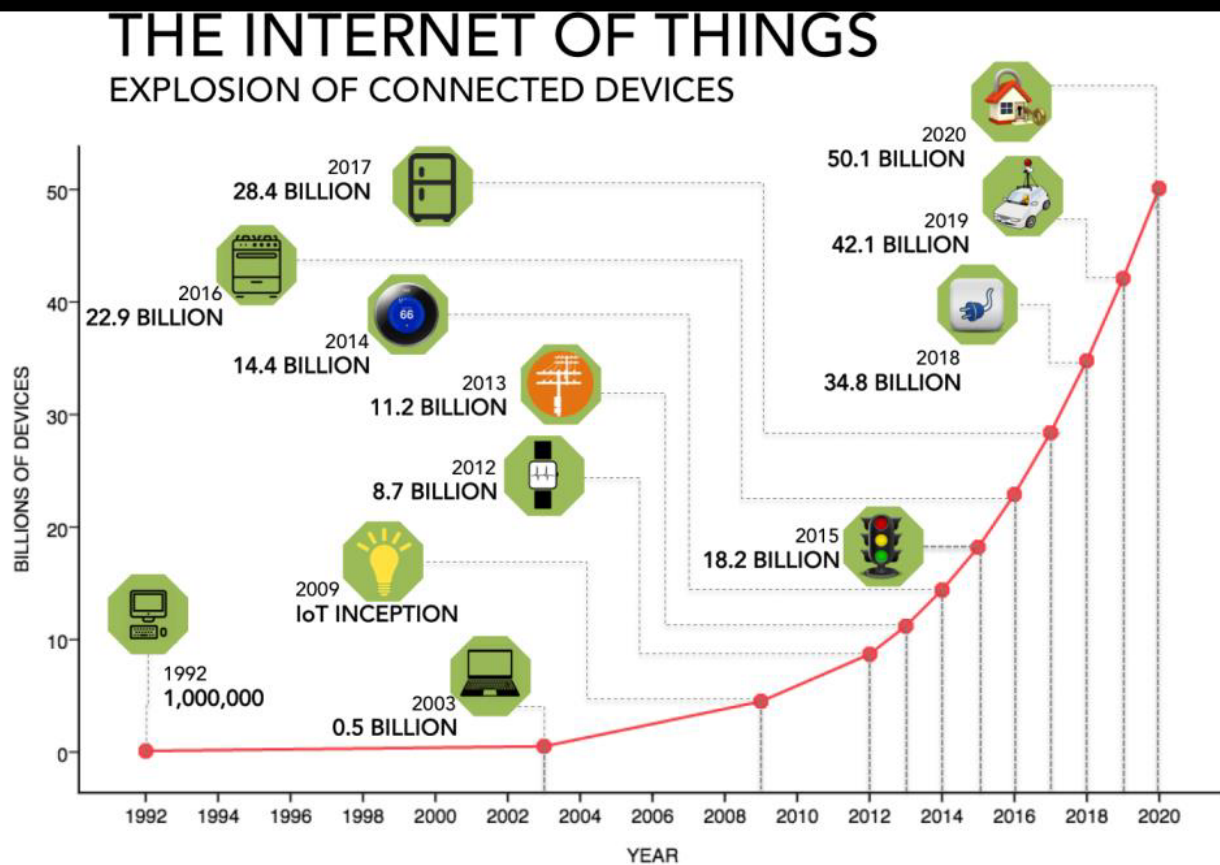 THE INTERNET OF THINGS
EXPLOSION OF CONNECTED DEVICES
2020
50.1 BILLION
2017
28.4 BILLION
2019
42.1 BILLION
2016
22.9 BILLION
66
2014
14.4 BILLION
2018
34.8 BILLION
2013
11.2 BILLION
2012
8.7 BILLION
2015
18.2 BILLION
2009
IoT INCEPTION
1992
1,000,000
2003
0.5 BILLION
BILLIONS OF DEVICES
50
40
30
20
10
0
1992 1994 1996 1998 2000 2002 2004 2006 2008 2010 2012 2014 2016 2018 2020
YEAR